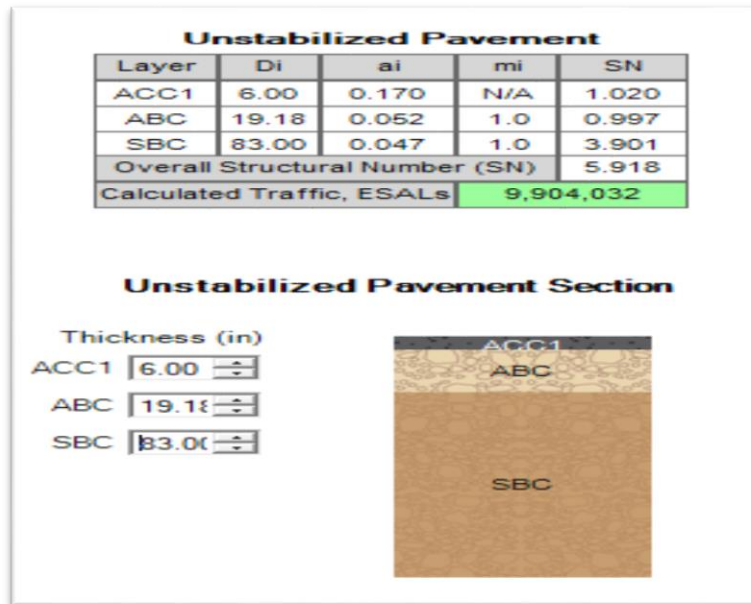 Unstabilized Pavement
Layer Di ai mi SN
ACC1 6.00 0.170 N/A 1.020
ABC 19.18 0.052 1.0 0.997
SBC 83.00 0.047 1.0 3.901
Overall Structural Number (SN) 5.918
Calculated Traffic, ESALs 9,904,032
Unstabilized Pavement Section
Thickness (in)
ACC1 6.00
ABC 19.18
SBC 83.00
ACC1
ABC
SBC